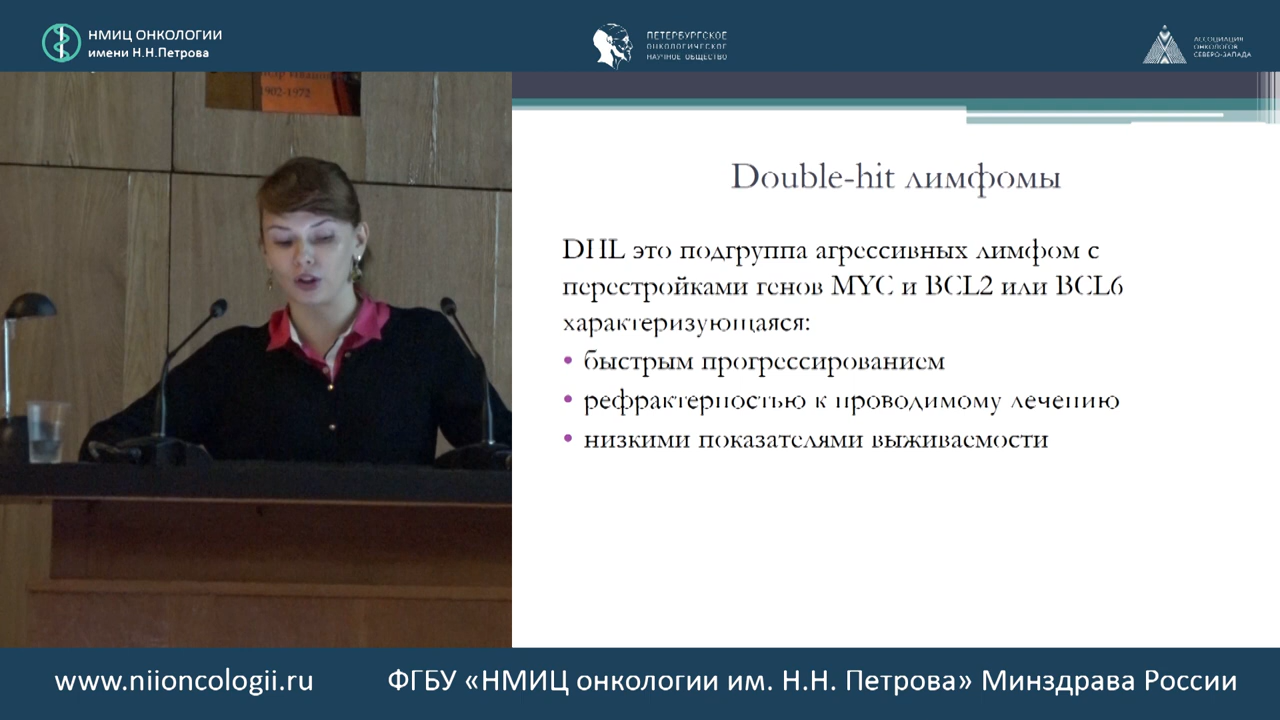 НМИЦ ОНКОЛОГИИ
имени Н.Н.Петрова
ПЕТЕРБУРГСКОЕ
ОНКОЛОГИЧЕСКОЕ
НАУЧНОЕ ОБЩЕСТВО
АССОЦИАЦИЯ
ОНКОЛОГОВ
СЕВЕРО-ЗАПАДА
1902-1972
Double-hit лимфомы
DHL это подгруппа агрессивных лимфом с
перестройками генов MYC и BCL2 или BCL6
характеризующаяся:
• быстрым прогрессированием
• рефрактерностью к проводимому лечению
• низкими показателями выживаемости
www.niioncologii.ru
ФГБУ «НМИЦ онкологии им. Н.Н. Петрова» Минздрава России